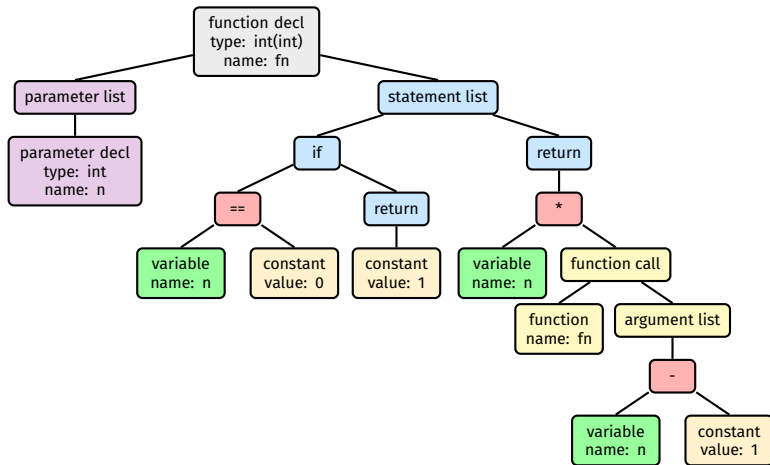 function decl
type: int(int)
name: fn
parameter list
statement list
parameter decl
type: int
name: n
if
return
==
return
*
variable
name: n
constant
value: 0
constant
value: 1
variable
name: n
function call
function
name: fn
argument list
-
variable
name: n
constant
value: 1